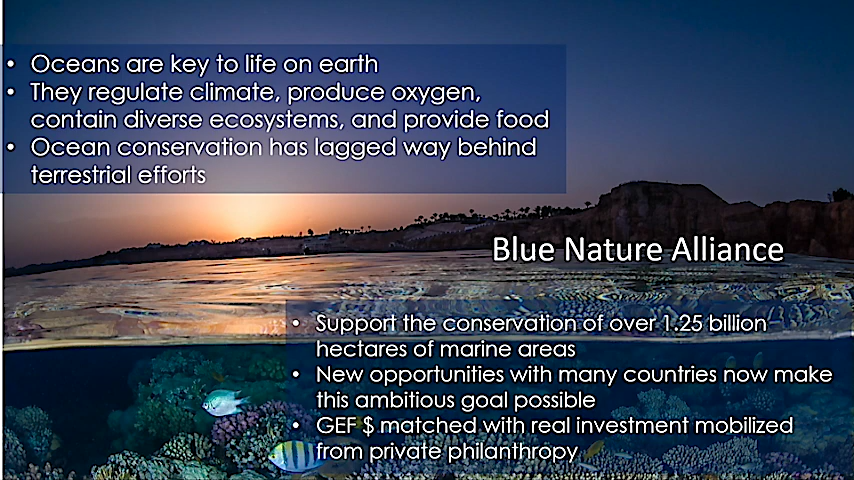 • Oceans are key to life on earth
• They regulate climate, produce oxygen,
contain diverse ecosystems, and provide food
• Ocean conservation has lagged way behind
terrestrial efforts
Blue Nature Alliance
• Support the conservation of over 1.25 billion
hectares of marine areas
• New opportunities with many countries now make
this ambitious goal possible
• GEF $ matched with real investment mobilized
from private philanthropy